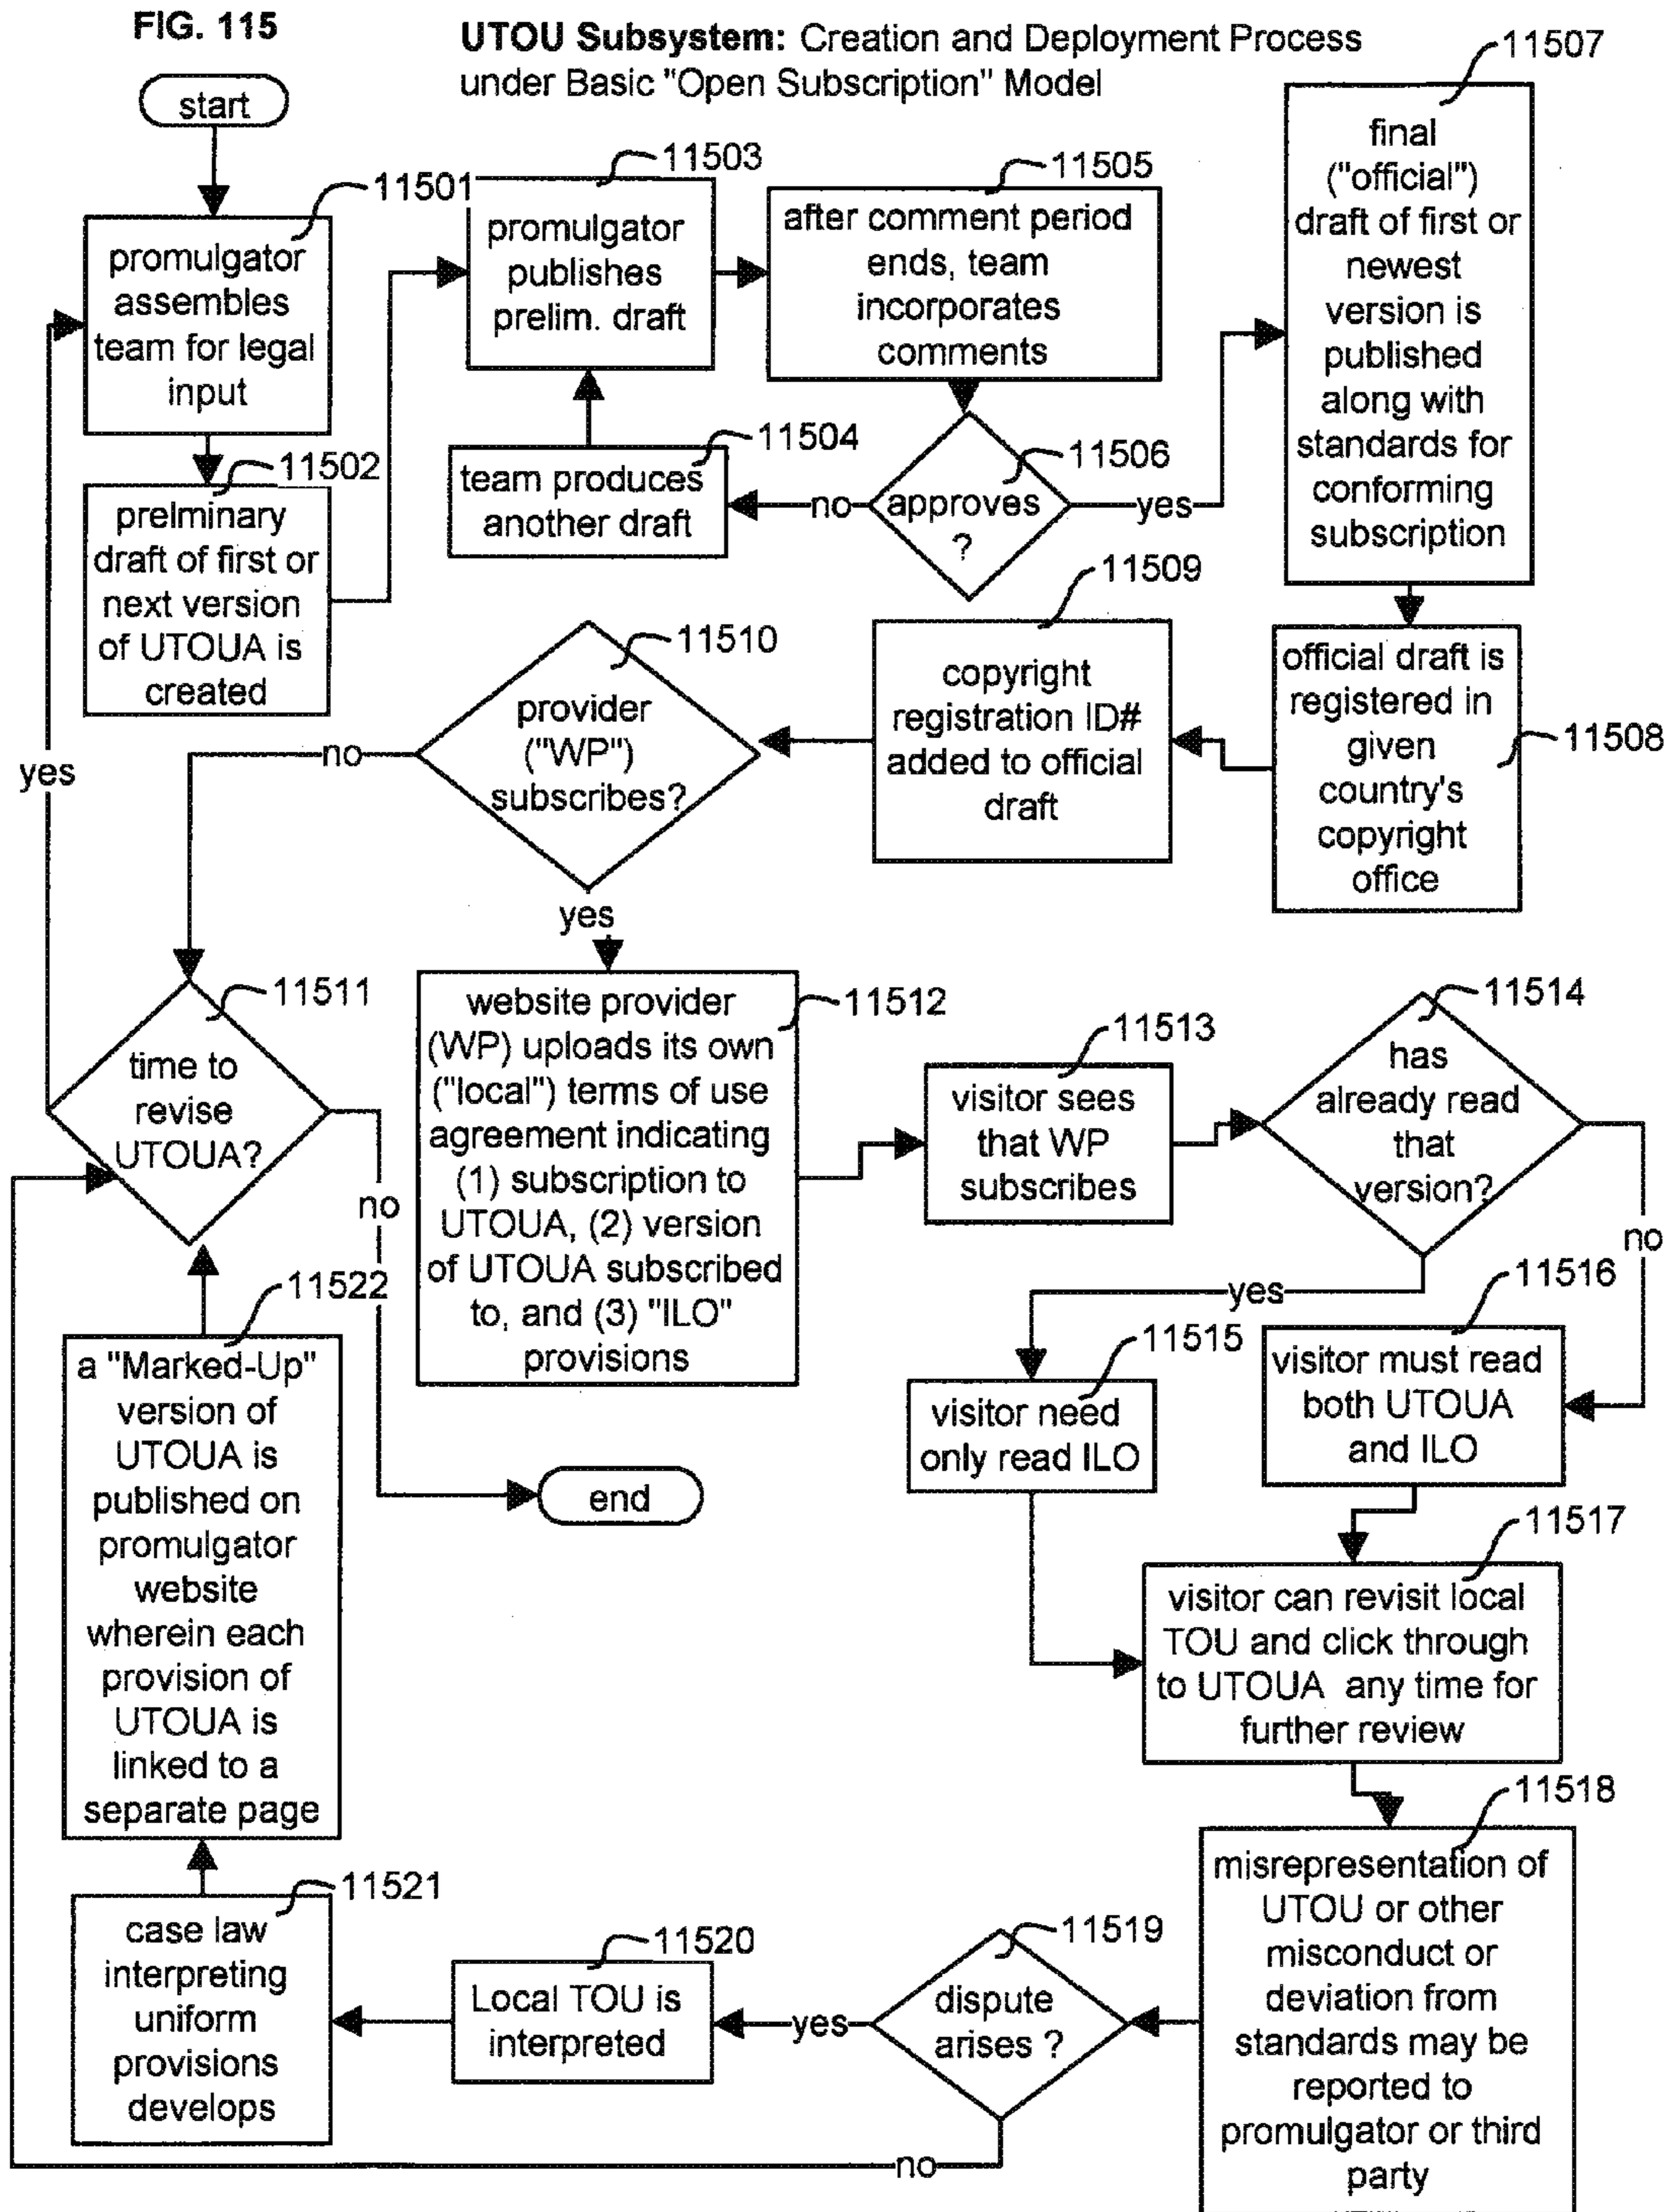 FIG. 115
UTOU Subsystem: Creation and Deployment Process
under Basic "Open Subscription" Model
start
11501
promulgator
assembles
team for legal
input
11502
prelminary
draft of first or
next version
of UTOUA is
created
11503
promulgator
publishes
prelim. draft
11504
team produces
another draft
11505
after comment period
ends, team
incorporates
comments
11506
approves
?
no
yes
11507
final
("official")
draft of first or
newest
version is
published
along with
standards for
conforming
subscription
11508
official draft is
registered in
given
country's
copyright
office
11509
copyright
registration ID#
added to official
draft
11510
provider
("WP")
subscribes?
no
yes
11511
time to
revise
UTOUA?
yes
no
end
11512
website provider
(WP) uploads its own
("local") terms of use
agreement indicating
(1) subscription to
UTOUA, (2) version
of UTOUA subscribed
to, and (3) "ILO"
provisions
11513
visitor sees
that WP
subscribes
11514
has
already read
that
version?
yes
no
11515
visitor need
only read ILO
11516
visitor must read
both UTOUA
and ILO
11517
visitor can revisit local
TOU and click through
to UTOUA any time for
further review
11518
misrepresentation of
UTOU or other
misconduct or
deviation from
standards may be
reported to
promulgator or third
party
11519
dispute
arises ?
yes
no
11520
Local TOU is
interpreted
11521
case law
interpreting
uniform
provisions
develops
11522
a "Marked-Up"
version of
UTOUA is
published on
promulgator
website
wherein each
provision of
UTOUA is
linked to a
separate page